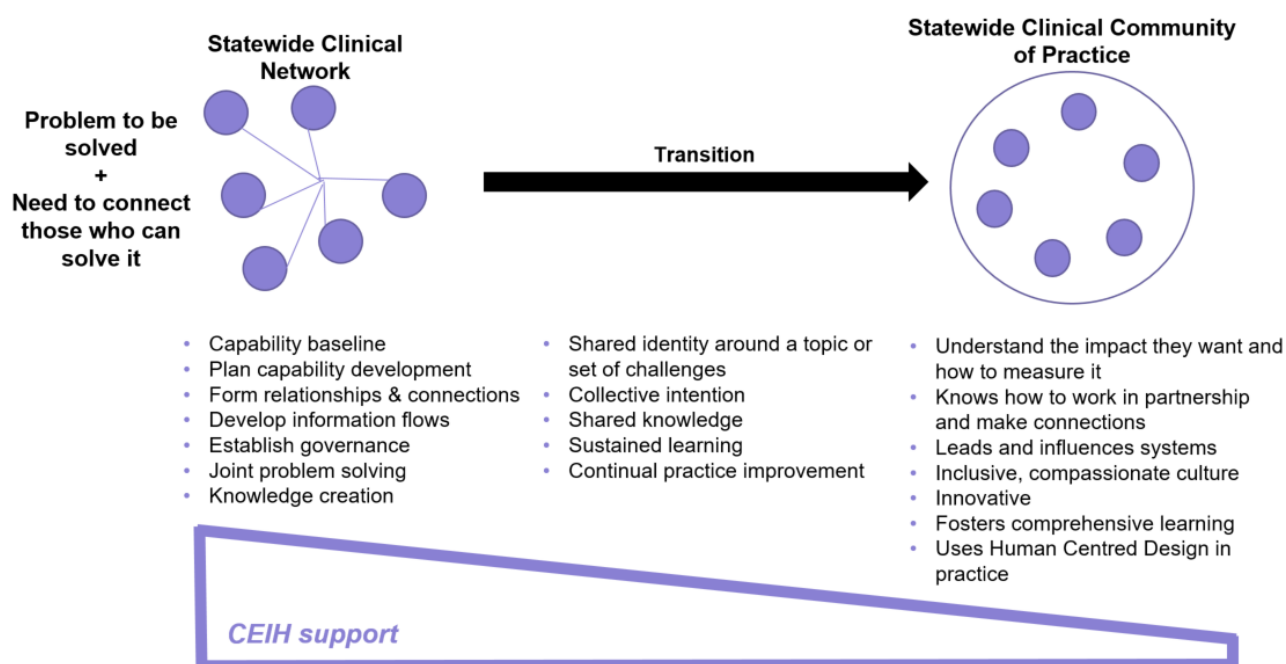 Statewide Clinical
Network
Statewide Clinical Community
of Practice
Problem to be
solved
+
Need to connect
those who can
solve it
Transition
• Capability baseline
• Plan capability development
• Form relationships & connections
• Develop information flows
• Establish governance
• Joint problem solving
• Knowledge creation
• Shared identity around a topic or
set of challenges
• Collective intention
• Shared knowledge
• Sustained learning
• Continual practice improvement
• Understand the impact they want and
how to measure it
• Knows how to work in partnership
and make connections
• Leads and influences systems
• Inclusive, compassionate culture
• Innovative
• Fosters comprehensive learning
• Uses Human Centred Design in
practice
CEIH support